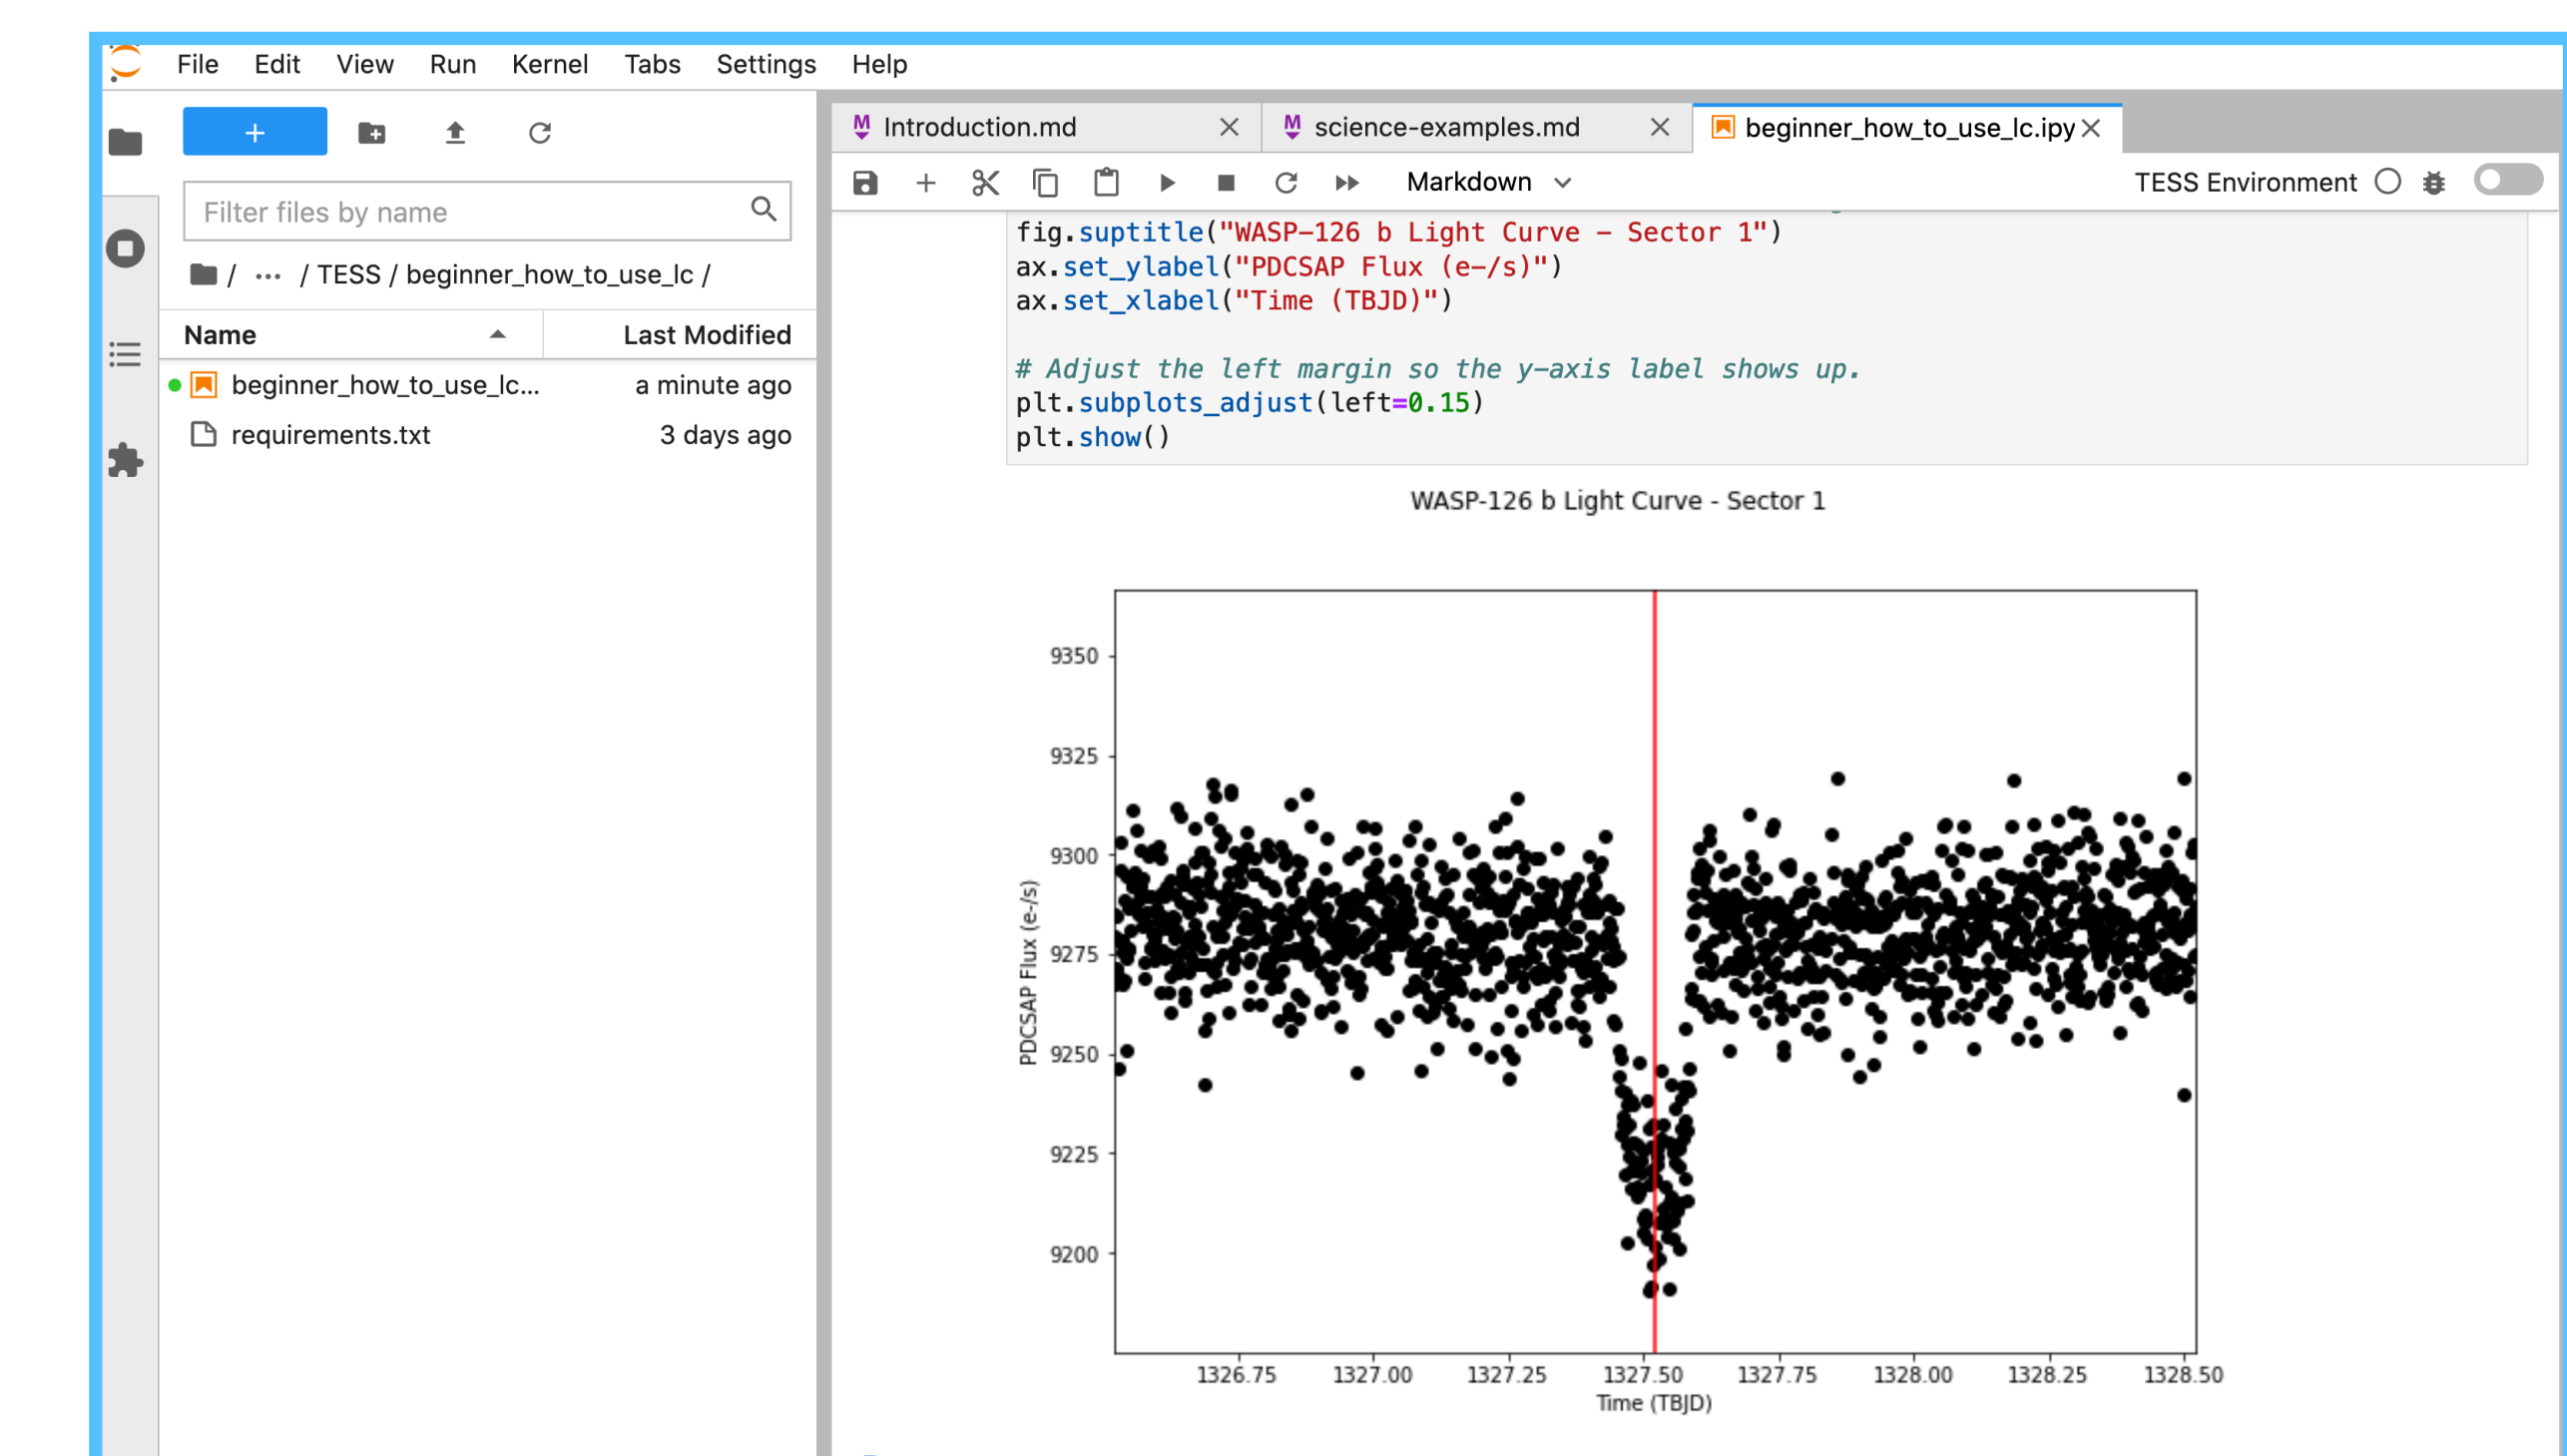 File Edit View Run Kernel Tabs Settings Help
+
Filter files by name
/ ... / TESS / beginner_how_to_use_lc /
Name Last Modified
beginner_how_to_use_lc... a minute ago
requirements.txt 3 days ago
Introduction.md science-examples.md beginner_how_to_use_lc.ipy
Markdown TESS Environment
fig.suptitle("WASP-126 b Light Curve - Sector 1")
ax.set_ylabel("PDCSAP Flux (e-/s)")
ax.set_xlabel("Time (TBJD)")
# Adjust the left margin so the y-axis label shows up.
plt.subplots_adjust(left=0.15)
plt.show()
WASP-126 b Light Curve - Sector 1
PDCSAP Flux (e-/s)
9350
9325
9300
9275
9250
9225
9200
1326.75 1327.00 1327.25 1327.50 1327.75 1328.00 1328.25 1328.50
Time (TBJD)